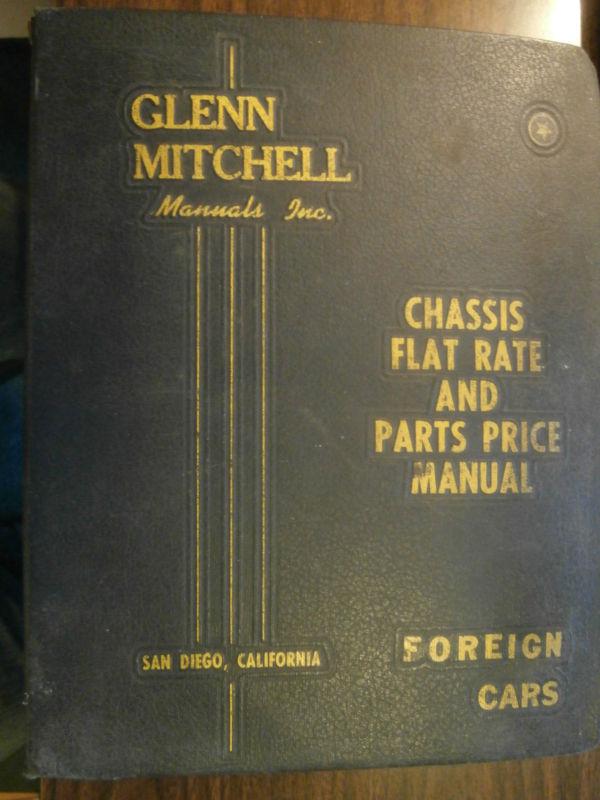 GLENN
MITCHELL
Manuals Inc.
CHASSIS
FLAT RATE
AND
PARTS PRICE
MANUAL
SAN DIEGO, CALIFORNIA
FOREIGN
CARS